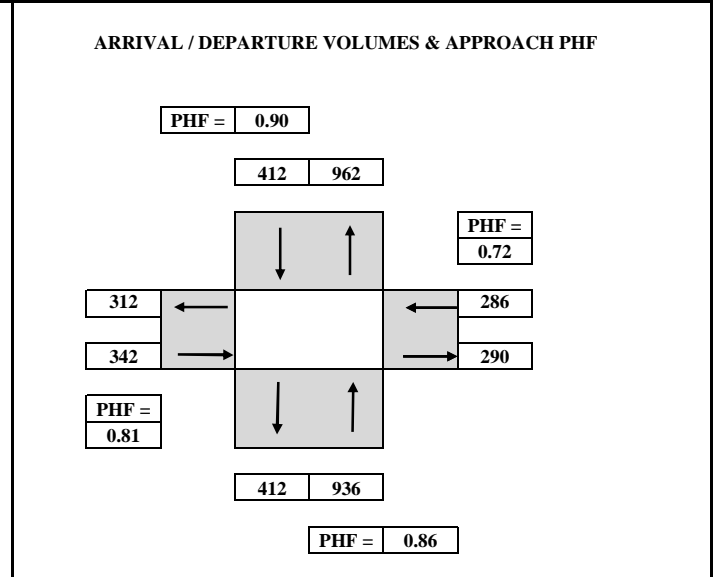 ARRIVAL / DEPARTURE VOLUMES & APPROACH PHF
PHF = 0.90
412 962
PHF =
0.72
312 286
342 290
PHF =
0.81
412 936
PHF = 0.86